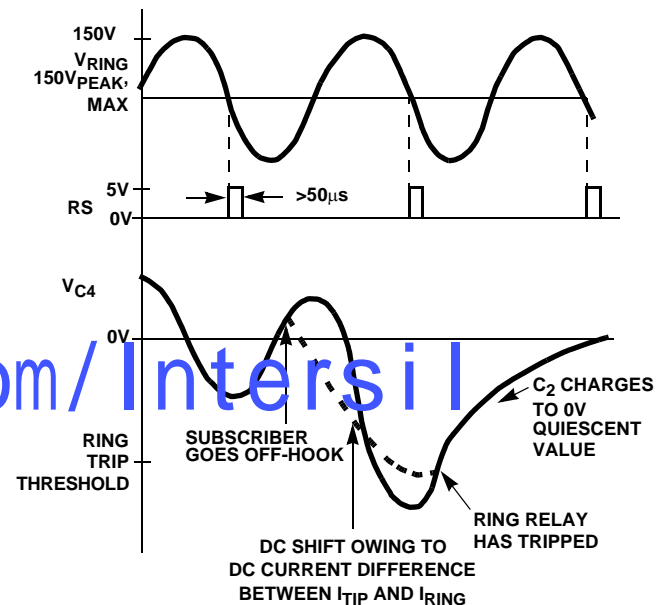 150V
VRING
150VPEAK,
MAX
5V
RS
0V
>50μs
VC4
0V
om/Intersil
C2 CHARGES
TO 0V
QUIESCENT
VALUE
RING
TRIP
THRESHOLD
SUBSCRIBER
GOES OFF-HOOK
RING RELAY
HAS TRIPPED
DC SHIFT OWING TO
DC CURRENT DIFFERENCE
BETWEEN ITIP AND IRING